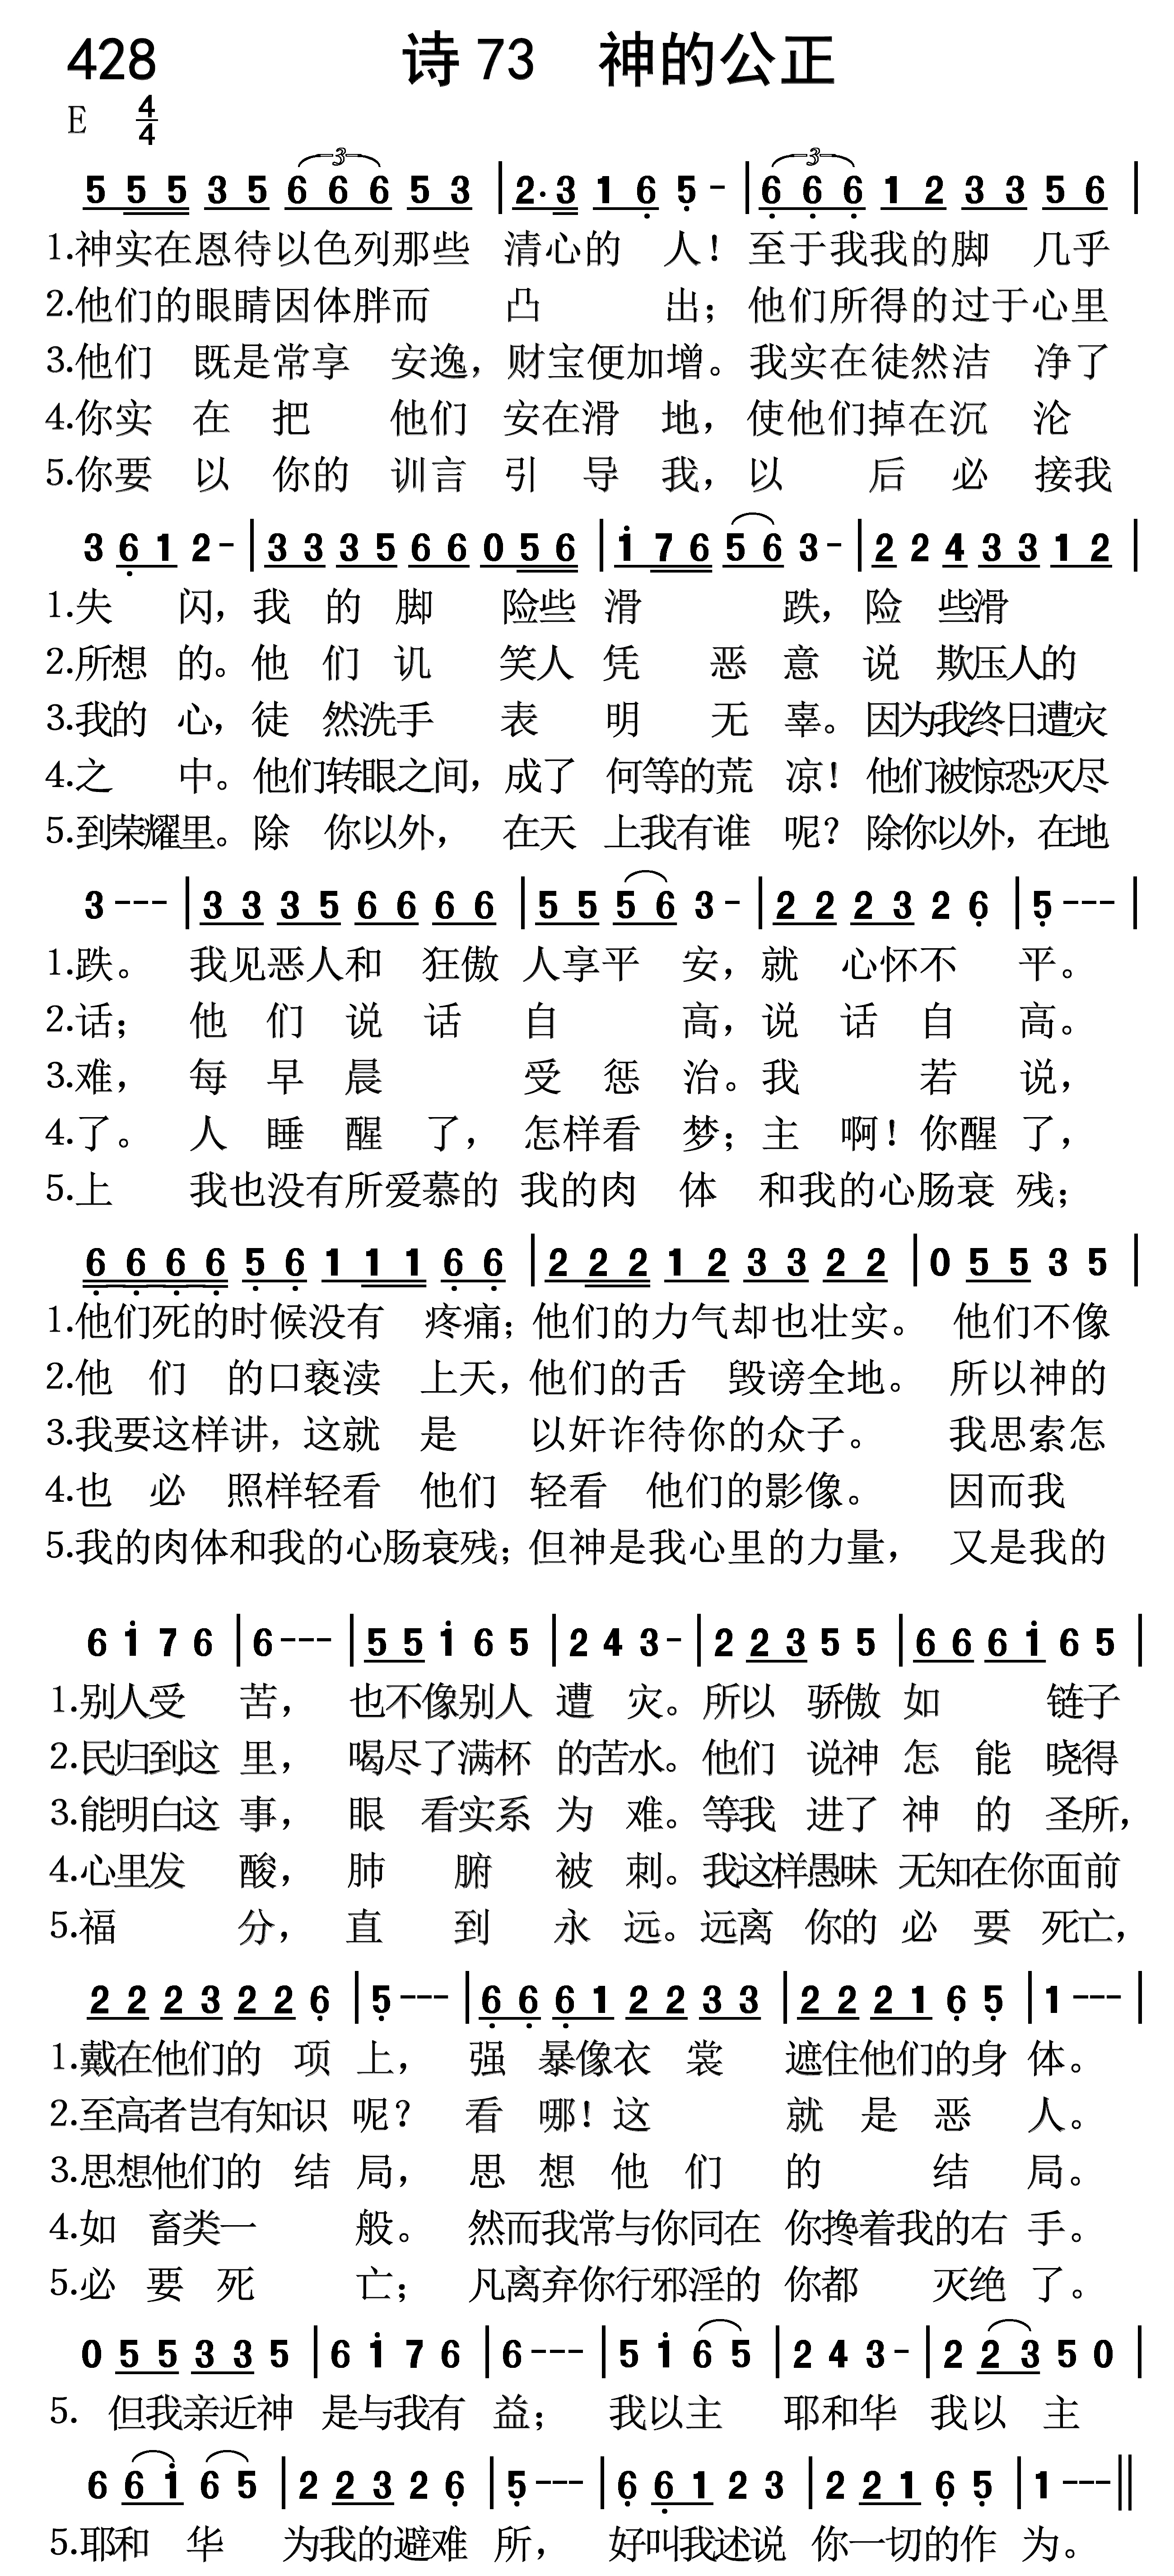 428 诗73 神的公正
E 4/4
5 5 5 3 5 6 6 6 5 3 | 2· 3 1 6 5 - | 6 6 6 1 2 3 3 5 6 |
1.神实在恩待以色列那些 清心的 人！ 至于我我的脚 几乎
2.他们的眼睛因体胖而 凸 出； 他们所得的过于心里
3.他们 既是常享 安逸，财宝便加增。我实在徒然洁 净了
4.你实 在 把 他们 安在滑 地，使他们掉在沉 沦
5.你要 以 你的 训言 引 导 我，以 后 必 接我
3 6 1 2 - | 3 3 3 5 6 6 0 5 6 | 1 7 6 5 6 3 - | 2 2 4 3 3 1 2 |
1.失 闪，我 的 脚 险些 滑 跌，险 些滑
2.所想 的。他 们 讥 笑人 凭 恶 意 说 欺压人的
3.我的 心，徒 然洗手 表 明 无 辜。因为我终日遭灾
4.之 中。他们转眼之间，成了 何等的荒 凉！他们被惊恐灭尽
5.到荣耀里。除 你以外， 在天 上我有谁 呢？除你以外，在地
3 - - - | 3 3 3 5 6 6 6 6 | 5 5 5 6 3 - | 2 2 2 3 2 6 | 5 - - - |
1.跌。 我见恶人和 狂傲 人享平 安，就 心怀不 平。
2.话； 他 们 说 话 自 高，说 话 自 高。
3.难， 每 早 晨 受 惩 治。我 若 说，
4.了。 人 睡 醒 了， 怎样看 梦；主 啊！你醒 了，
5.上 我也没有所爱慕的 我的肉 体 和我的心肠衰 残；
6 6 6 6 5 6 1 1 1 6 6 | 2 2 2 1 2 3 3 2 2 | 0 5 5 3 5 |
1.他们死的时候没有 疼痛；他们的力气却也壮实。 他们不像
2.他 们 的口亵渎 上天，他们的舌 毁谤全地。 所以神的
3.我要这样讲，这就 是 以奸诈待你的众子。 我思索怎
4.也 必 照样轻看 他们 轻看 他们的影像。 因而我
5.我的肉体和我的心肠衰残；但神是我心里的力量， 又是我的
6 1 7 6 | 6 - - - | 5 5 1 6 5 | 2 4 3 - | 2 2 3 5 5 | 6 6 6 1 6 5 |
1.别人受 苦， 也不像别人 遭 灾。所以 骄傲 如 链子
2.民归到这 里， 喝尽了满杯 的苦水。他们 说神 怎 能 晓得
3.能明白这 事， 眼 看实系 为 难。等我 进了 神 的 圣所，
4.心里发 酸， 肺 腑 被 刺。我这样愚昧 无知在你面前
5.福 分， 直 到 永 远。远离 你的 必 要 死亡，
2 2 2 3 2 2 6 | 5 - - - | 6 6 6 1 2 2 3 3 | 2 2 2 1 6 5 | 1 - - - |
1.戴在他们的 项 上， 强 暴像衣 裳 遮住他们的身 体。
2.至高者岂有知识 呢？ 看 哪！这 就 是 恶 人。
3.思想他们的 结 局， 思 想 他 们 的 结 局。
4.如 畜类一 般。 然而我常与你同在 你搀着我的右 手。
5.必 要 死 亡； 凡离弃你行邪淫的 你都 灭绝 了。
0 5 5 3 3 5 | 6 1 7 6 | 6 - - - | 5 1 6 5 | 2 4 3 - | 2 2 3 5 0 |
5. 但我亲近神 是与我有 益； 我以主 耶和华 我以 主
6 6 1 6 5 | 2 2 3 2 6 | 5 - - - | 6 6 1 2 3 | 2 2 1 6 5 | 1 - - - ||
5.耶和 华 为我的避难 所， 好叫我述说 你一切的作 为。